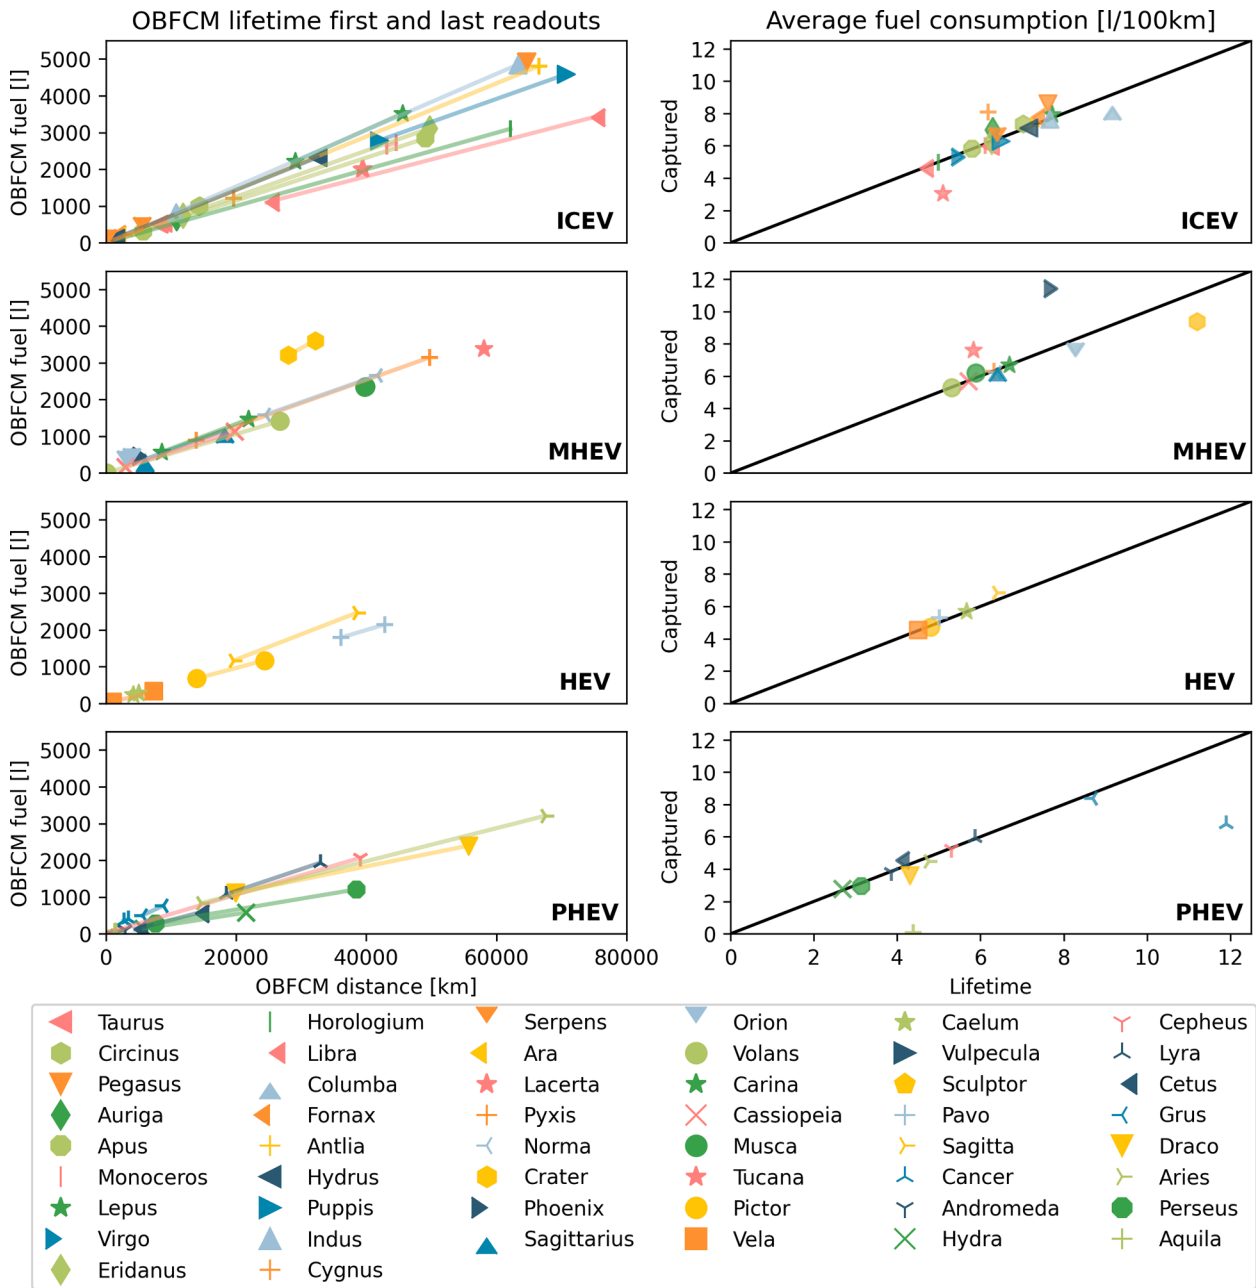 OBFCM lifetime first and last readouts
Average fuel consumption [l/100km]
OBFCM fuel [l]
5000
4000
3000
2000
1000
0
ICEV
Captured
12
10
8
6
4
2
0
ICEV
OBFCM fuel [l]
5000
4000
3000
2000
1000
0
MHEV
Captured
12
10
8
6
4
2
0
MHEV
OBFCM fuel [l]
5000
4000
3000
2000
1000
0
HEV
Captured
12
10
8
6
4
2
0
HEV
OBFCM fuel [l]
5000
4000
3000
2000
1000
0
PHEV
0 20000 40000 60000 80000
OBFCM distance [km]
Captured
12
10
8
6
4
2
0
PHEV
0 2 4 6 8 10 12
Lifetime
Taurus
Circinus
Pegasus
Auriga
Apus
Monoceros
Lepus
Virgo
Eridanus
Horologium
Libra
Columba
Fornax
Antlia
Hydrus
Puppis
Indus
Cygnus
Serpens
Ara
Lacerta
Pyxis
Norma
Crater
Phoenix
Sagittarius
Orion
Volans
Carina
Cassiopeia
Musca
Tucana
Pictor
Vela
Caelum
Vulpecula
Sculptor
Pavo
Sagitta
Cancer
Andromeda
Hydra
Cepheus
Lyra
Cetus
Grus
Draco
Aries
Perseus
Aquila